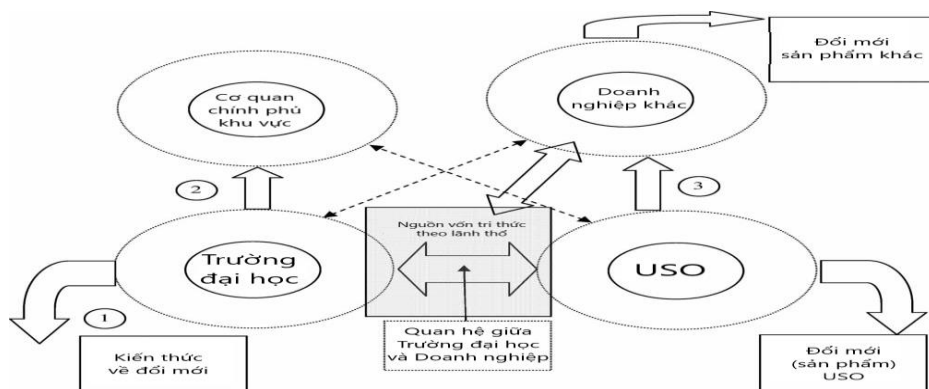 Đổi mới
sản phẩm khác
Cơ quan
chính phủ
khu vực
Doanh
nghiệp khác
2
3
Nguồn vốn tri thức
theo lãnh thổ
Trường
đại học
USO
1
Quan hệ giữa
Trường đại học
và Doanh nghiệp
Kiến thức
về đổi mới
Đổi mới
(sản phẩm)
USO